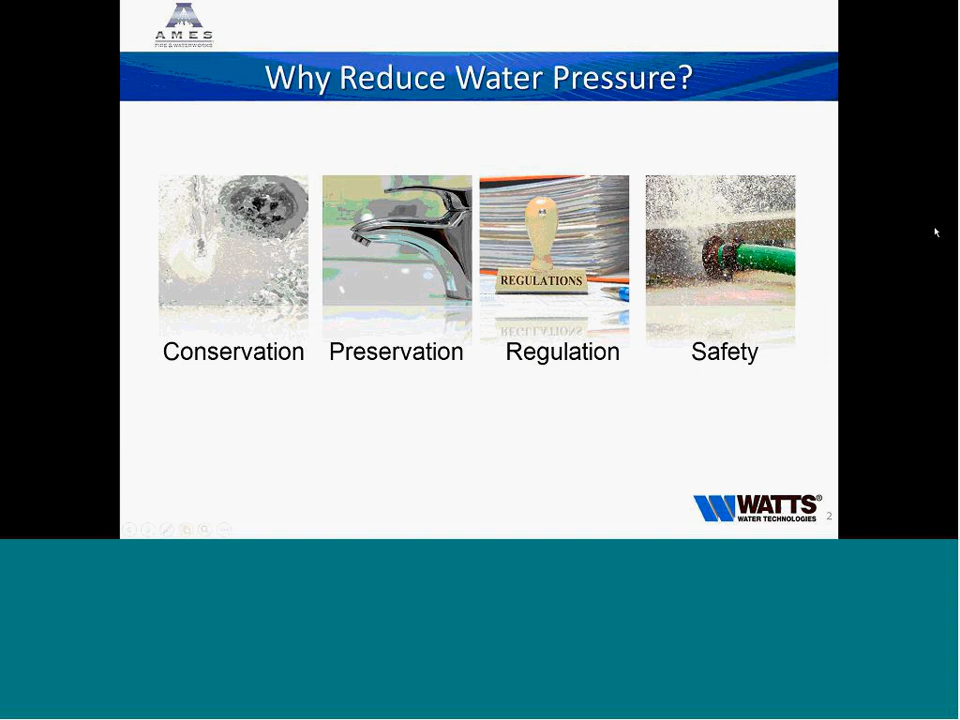 AMES
FIRE & WATERWORKS
Why Reduce Water Pressure?
REGULATIONS
Conservation
Preservation
Regulation
Safety
WATTS®
WATER TECHNOLOGIES
2